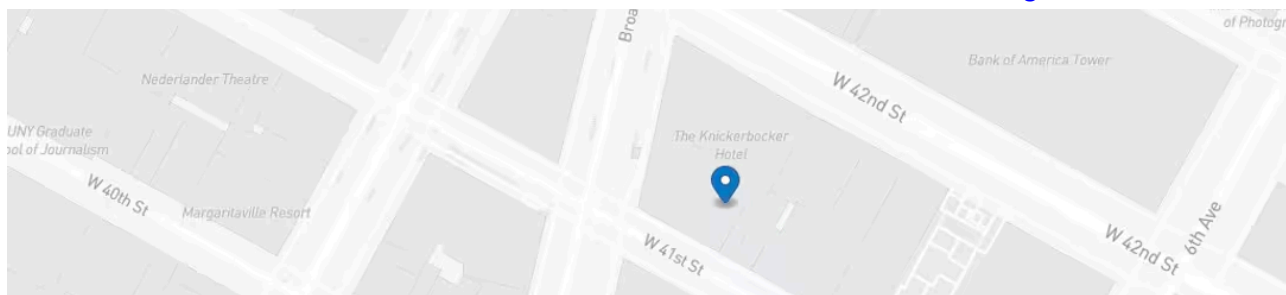 of Photogr
Broa
Bank of America Tower
Nederlander Theatre
W 42nd St
UNY Graduate
ool of Journalism
The Knickerbocker
Hotel
W 40th St
Margaritaville Resort
W 41st St
W 42nd St
6th Ave